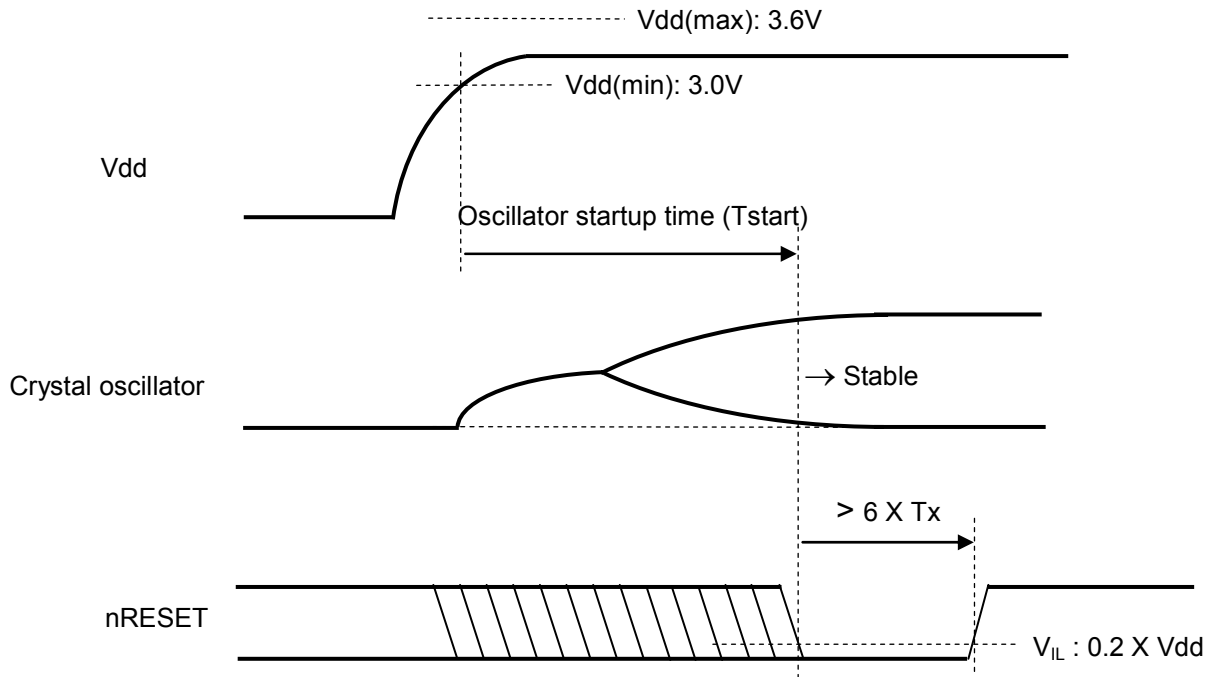 Vdd(max): 3.6V
Vdd(min): 3.0V
Vdd
Oscillator startup time (Tstart)
Crystal oscillator
→ Stable
> 6 X Tx
nRESET
VIL : 0.2 X Vdd